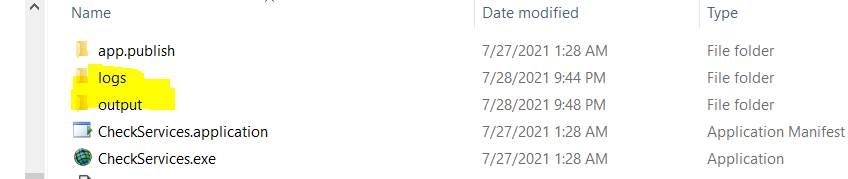 Name Date modified Type
app.publish 7/27/2021 1:28 AM File folder
logs 7/28/2021 9:44 PM File folder
output 7/28/2021 9:48 PM File folder
CheckServices.application 7/27/2021 1:28 AM Application Manifest
CheckServices.exe 7/27/2021 1:28 AM Application